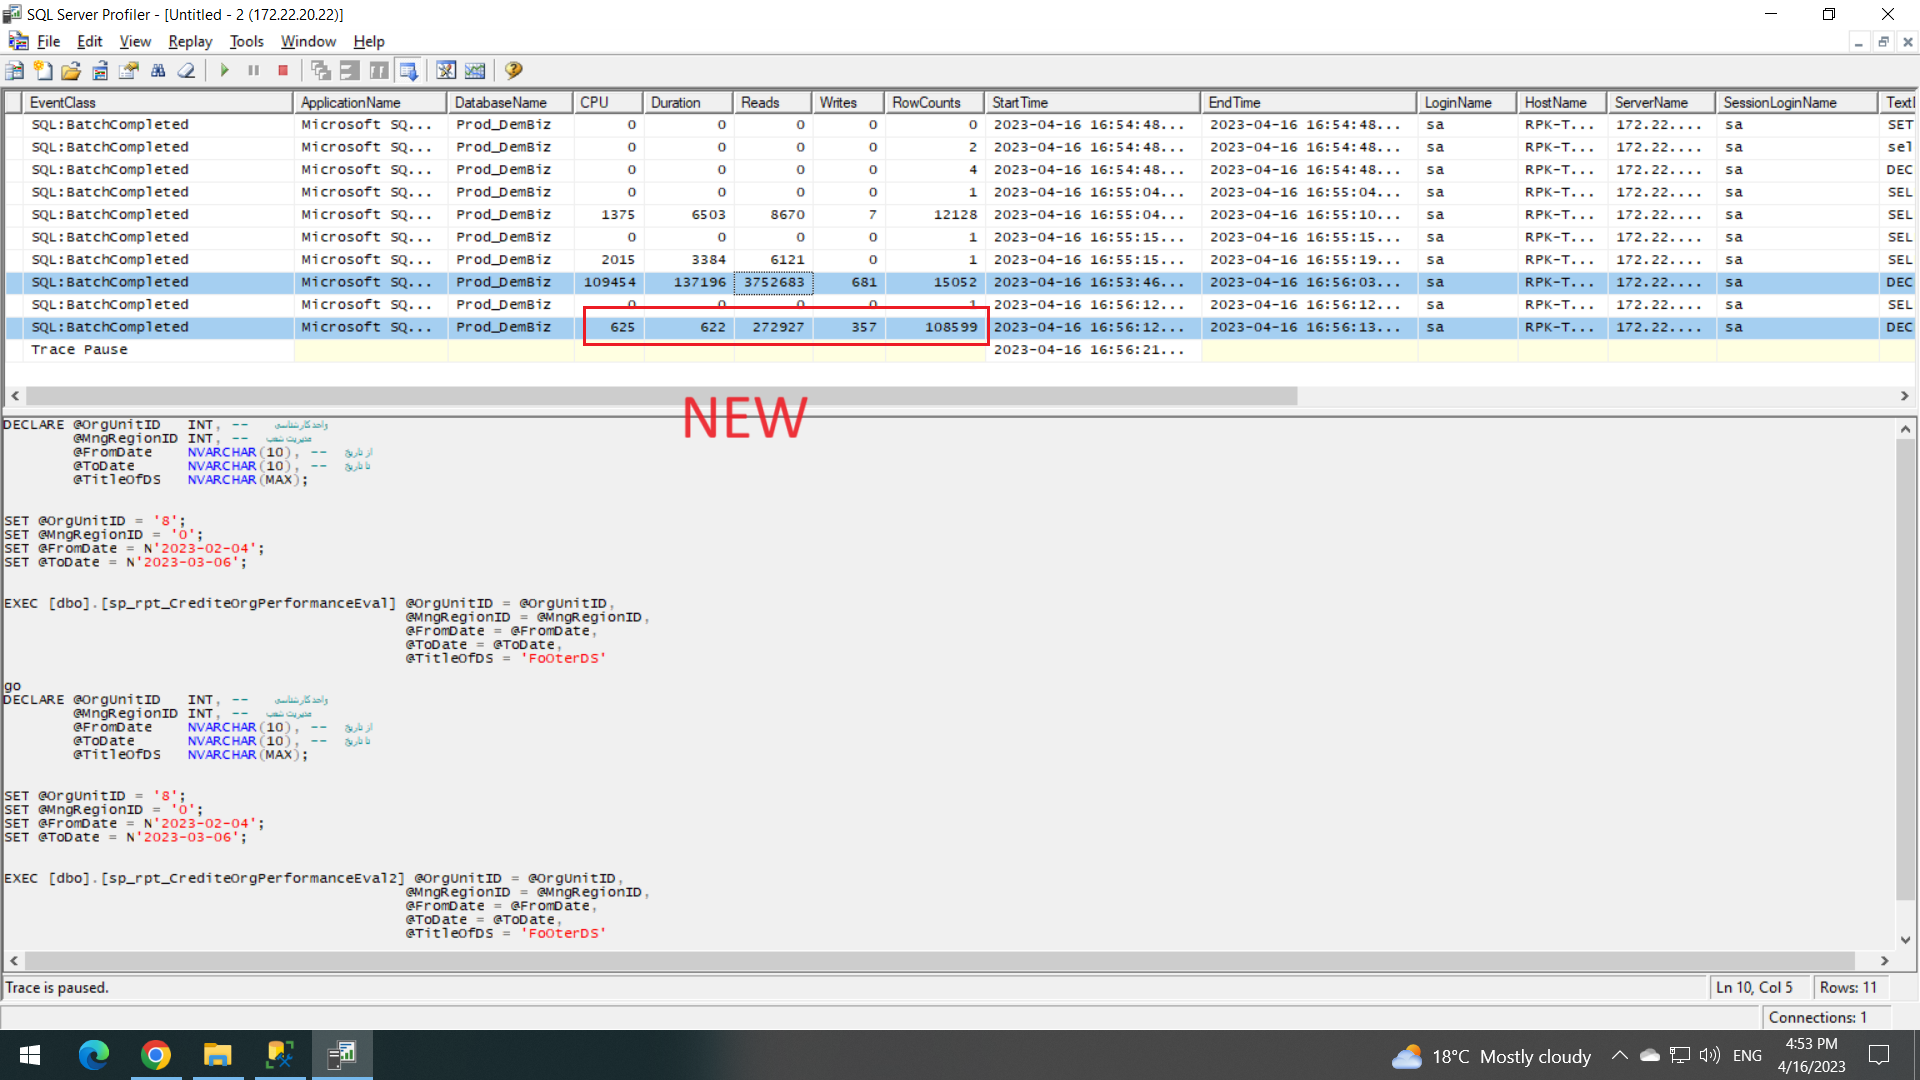 SQL Server Profiler - [Untitled - 2 (172.22.20.22)]
File Edit View Replay Tools Window Help
EventClass ApplicationName DatabaseName CPU Duration Reads Writes RowCounts StartTime EndTime LoginName HostName ServerName SessionLoginName Textl
SQL:BatchCompleted Microsoft SQ... Prod_DemBiz 0 0 0 0 0 2023-04-16 16:54:48... 2023-04-16 16:54:48... sa RPK-T... 172.22.... sa SET
SQL:BatchCompleted Microsoft SQ... Prod_DemBiz 0 0 0 0 2 2023-04-16 16:54:48... 2023-04-16 16:54:48... sa RPK-T... 172.22.... sa sel
SQL:BatchCompleted Microsoft SQ... Prod_DemBiz 0 0 0 0 4 2023-04-16 16:54:48... 2023-04-16 16:54:48... sa RPK-T... 172.22.... sa DEC
SQL:BatchCompleted Microsoft SQ... Prod_DemBiz 0 0 0 0 1 2023-04-16 16:55:04... 2023-04-16 16:55:04... sa RPK-T... 172.22.... sa SEL
SQL:BatchCompleted Microsoft SQ... Prod_DemBiz 1375 6503 8670 7 12128 2023-04-16 16:55:04... 2023-04-16 16:55:10... sa RPK-T... 172.22.... sa SEL
SQL:BatchCompleted Microsoft SQ... Prod_DemBiz 0 0 0 0 1 2023-04-16 16:55:15... 2023-04-16 16:55:15... sa RPK-T... 172.22.... sa SEL
SQL:BatchCompleted Microsoft SQ... Prod_DemBiz 2015 3384 6121 0 1 2023-04-16 16:55:15... 2023-04-16 16:55:19... sa RPK-T... 172.22.... sa SEL
SQL:BatchCompleted Microsoft SQ... Prod_DemBiz 109454 137196 3752683 681 15052 2023-04-16 16:53:46... 2023-04-16 16:56:03... sa RPK-T... 172.22.... sa DEC
SQL:BatchCompleted Microsoft SQ... Prod_DemBiz 0 0 0 0 1 2023-04-16 16:56:12... 2023-04-16 16:56:12... sa RPK-T... 172.22.... sa SEL
SQL:BatchCompleted Microsoft SQ... Prod_DemBiz 625 622 272927 357 108599 2023-04-16 16:56:12... 2023-04-16 16:56:13... sa RPK-T... 172.22.... sa DEC
Trace Pause 2023-04-16 16:56:21...
NEW
DECLARE @OrgUnitID INT, -- واحد کارشناسی
@MngRegionID INT, -- مدیریت شعب
@FromDate NVARCHAR(10), -- از تاریخ
@ToDate NVARCHAR(10), -- تا تاریخ
@TitleOfDS NVARCHAR(MAX);
SET @OrgUnitID = '8';
SET @MngRegionID = '0';
SET @FromDate = N'2023-02-04';
SET @ToDate = N'2023-03-06';
EXEC [dbo].[sp_rpt_CrediteOrgPerformanceEval] @OrgUnitID = @OrgUnitID,
@MngRegionID = @MngRegionID,
@FromDate = @FromDate,
@ToDate = @ToDate,
@TitleOfDS = 'FoOterDS'
go
DECLARE @OrgUnitID INT, -- واحد کارشناسی
@MngRegionID INT, -- مدیریت شعب
@FromDate NVARCHAR(10), -- از تاریخ
@ToDate NVARCHAR(10), -- تا تاریخ
@TitleOfDS NVARCHAR(MAX);
SET @OrgUnitID = '8';
SET @MngRegionID = '0';
SET @FromDate = N'2023-02-04';
SET @ToDate = N'2023-03-06';
EXEC [dbo].[sp_rpt_CrediteOrgPerformanceEval2] @OrgUnitID = @OrgUnitID,
@MngRegionID = @MngRegionID,
@FromDate = @FromDate,
@ToDate = @ToDate,
@TitleOfDS = 'FoOterDS'
Trace is paused. Ln 10, Col 5 Rows: 11
Connections: 1
18°C Mostly cloudy ENG 4:53 PM
4/16/2023